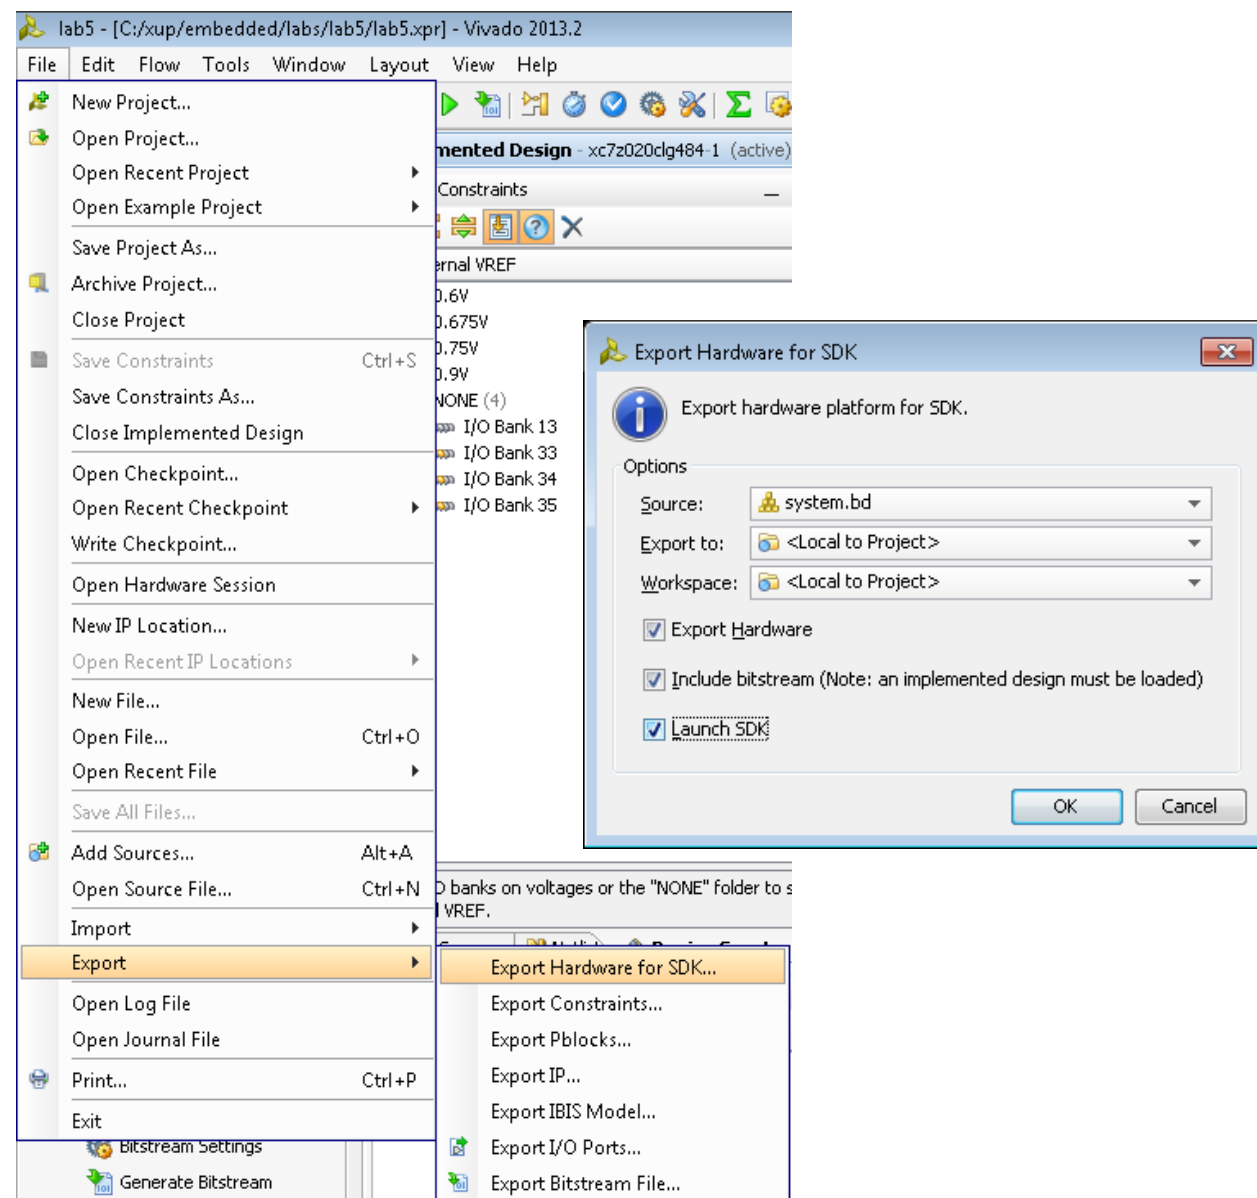 lab5 - [C:/xup/embedded/labs/lab5/lab5.xpr] - Vivado 2013.2
File Edit Flow Tools Window Layout View Help
New Project...
Open Project...
Open Recent Project
Open Example Project
Save Project As...
Archive Project...
Close Project
Save Constraints Ctrl+S
Save Constraints As...
Close Implemented Design
Open Checkpoint...
Open Recent Checkpoint
Write Checkpoint...
Open Hardware Session
New IP Location...
Open Recent IP Locations
New File...
Open File... Ctrl+O
Open Recent File
Save All Files...
Add Sources... Alt+A
Open Source File... Ctrl+N
Import
Export
Open Log File
Open Journal File
Print... Ctrl+P
Exit
Bitstream Settings
Generate Bitstream
mented Design - xc7z020clg484-1 (active)
Constraints
ernal VREF
0.6V
0.675V
0.75V
0.9V
NONE (4)
I/O Bank 13
I/O Bank 33
I/O Bank 34
I/O Bank 35
O banks on voltages or the "NONE" folder to s
VREF.
Export Hardware for SDK...
Export Constraints...
Export Pblocks...
Export IP...
Export IBIS Model...
Export I/O Ports...
Export Bitstream File...
Export Hardware for SDK
Export hardware platform for SDK.
Options
Source: system.bd
Export to: <Local to Project>
Workspace: <Local to Project>
Export Hardware
Include bitstream (Note: an implemented design must be loaded)
Launch SDK
OK Cancel